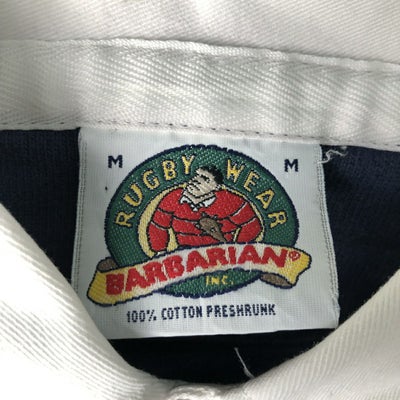 M M
RUGBY WEAR
BARBARIAN®
INC.
100% COTTON PRESHRUNK